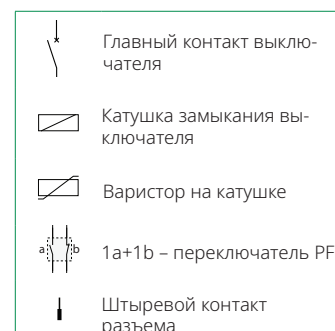 Главный контакт выклю-
чателя
Катушка замыкания вы-
ключателя
Варистор на катушке
a b 1a+1b – переключатель PF
Штыревой контакт
разъема